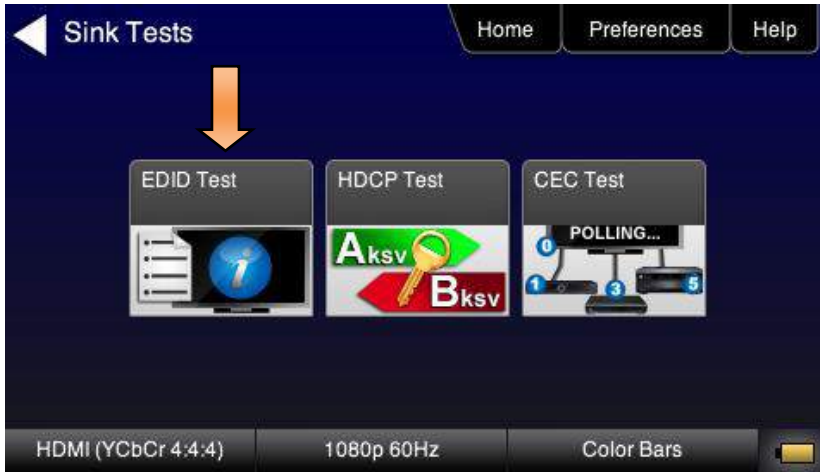 Sink Tests
Home
Preferences
Help
EDID Test
HDCP Test
CEC Test
i
Aksv
Bksv
POLLING...
0
1
3
5
HDMI (YCbCr 4:4:4)
1080p 60Hz
Color Bars